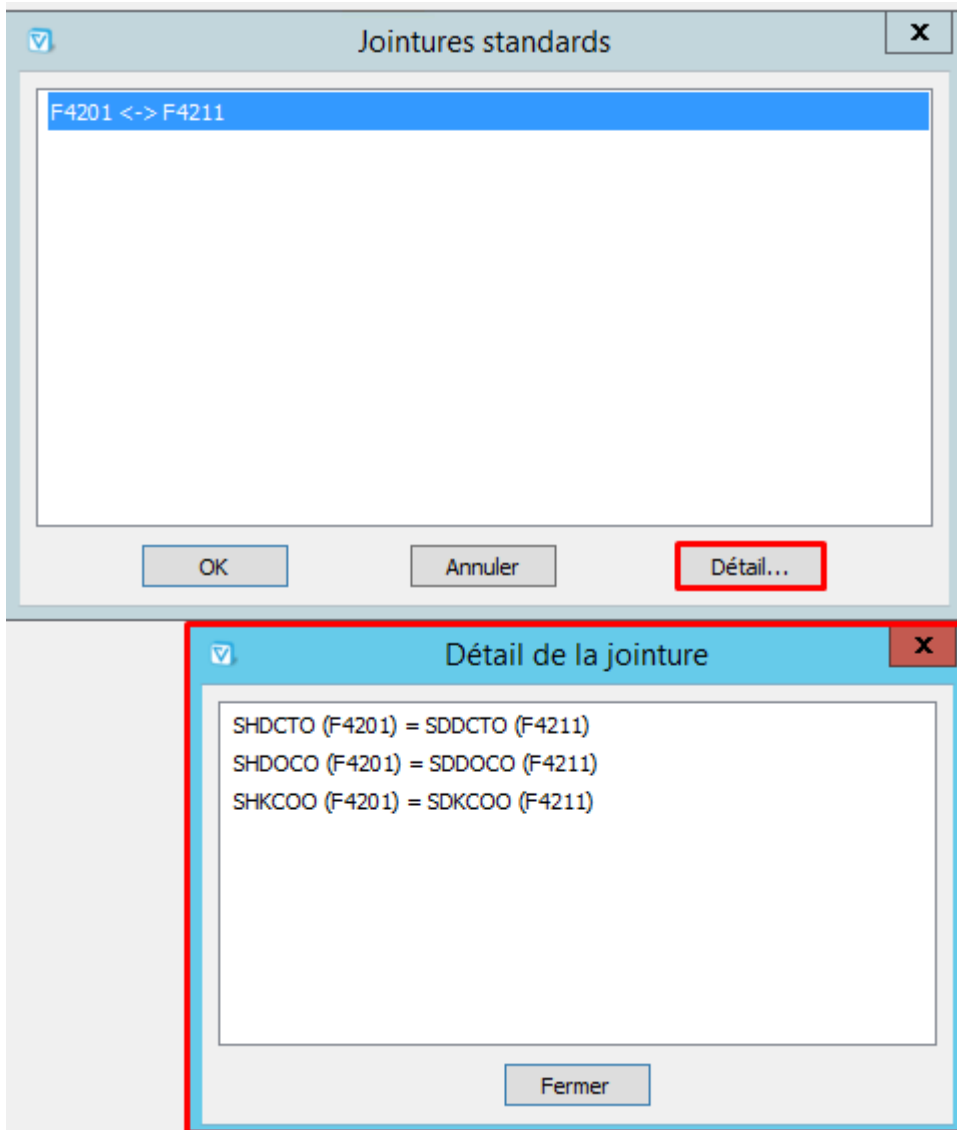 Jointures standards
x
F4201 <-> F4211
OK
Annuler
Détail...
Détail de la jointure
x
SHDCTO (F4201) = SDDCTO (F4211)
SHDOCO (F4201) = SDDOCO (F4211)
SHKCOO (F4201) = SDKCOO (F4211)
Fermer